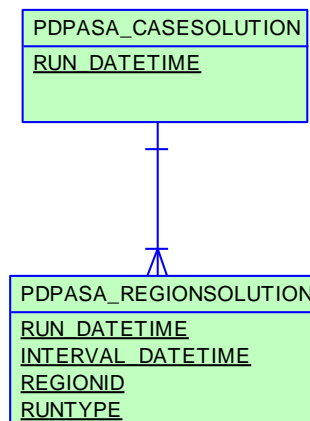 PDPASA_CASESOLUTION
RUN_DATETIME
PDPASA_REGIONSOLUTION
RUN_DATETIME
INTERVAL_DATETIME
REGIONID
RUNTYPE